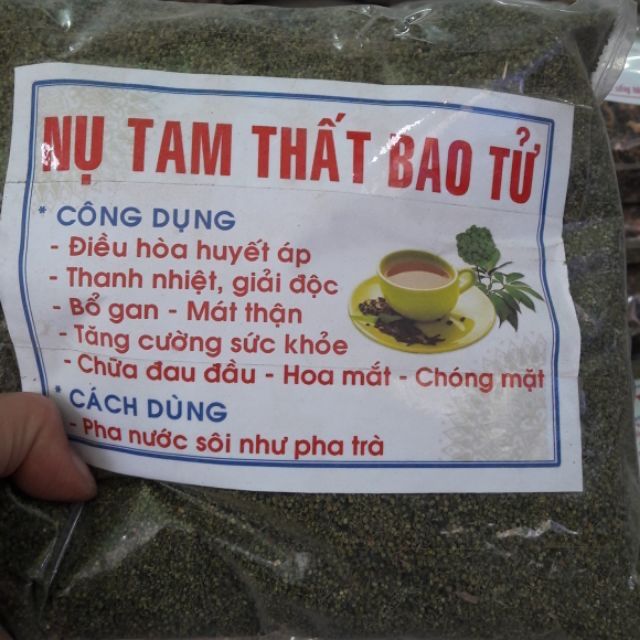 NỤ TAM THẤT BAO TỬ
* CÔNG DỤNG
- Điều hòa huyết áp
- Thanh nhiệt, giải độc
- Bổ gan - Mát thận
- Tăng cường sức khỏe
- Chữa đau đầu - Hoa mắt - Chóng mặt
* CÁCH DÙNG
- Pha nước sôi như pha trà